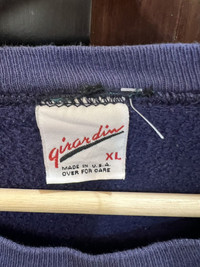 girardin
XL
MADE IN U.S.A.
OVER FOR CARE